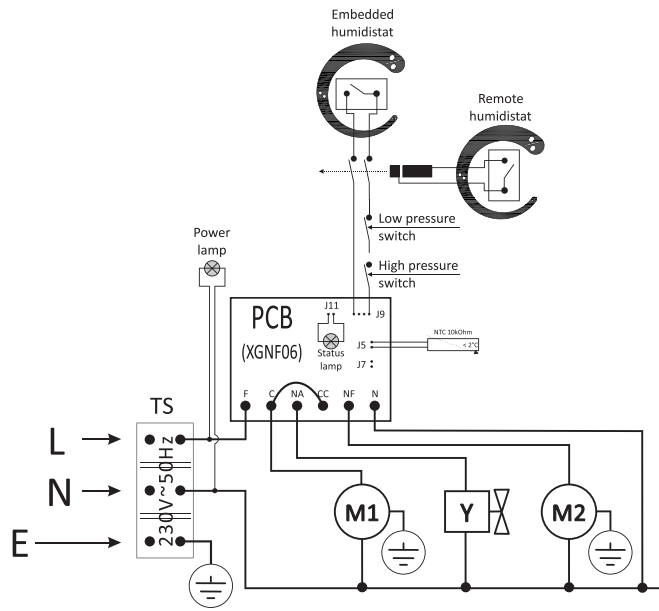 Embedded
humidistat
Remote
humidistat
Low pressure
switch
Power
lamp
High pressure
switch
PCB
(XGNF06)
J11
J9
Status
lamp
J5
NTC 10kOhm
< 2°C
J7
F
C
NA
CC
NF
N
TS
L
N
E
230V~50Hz
M1
Y
M2